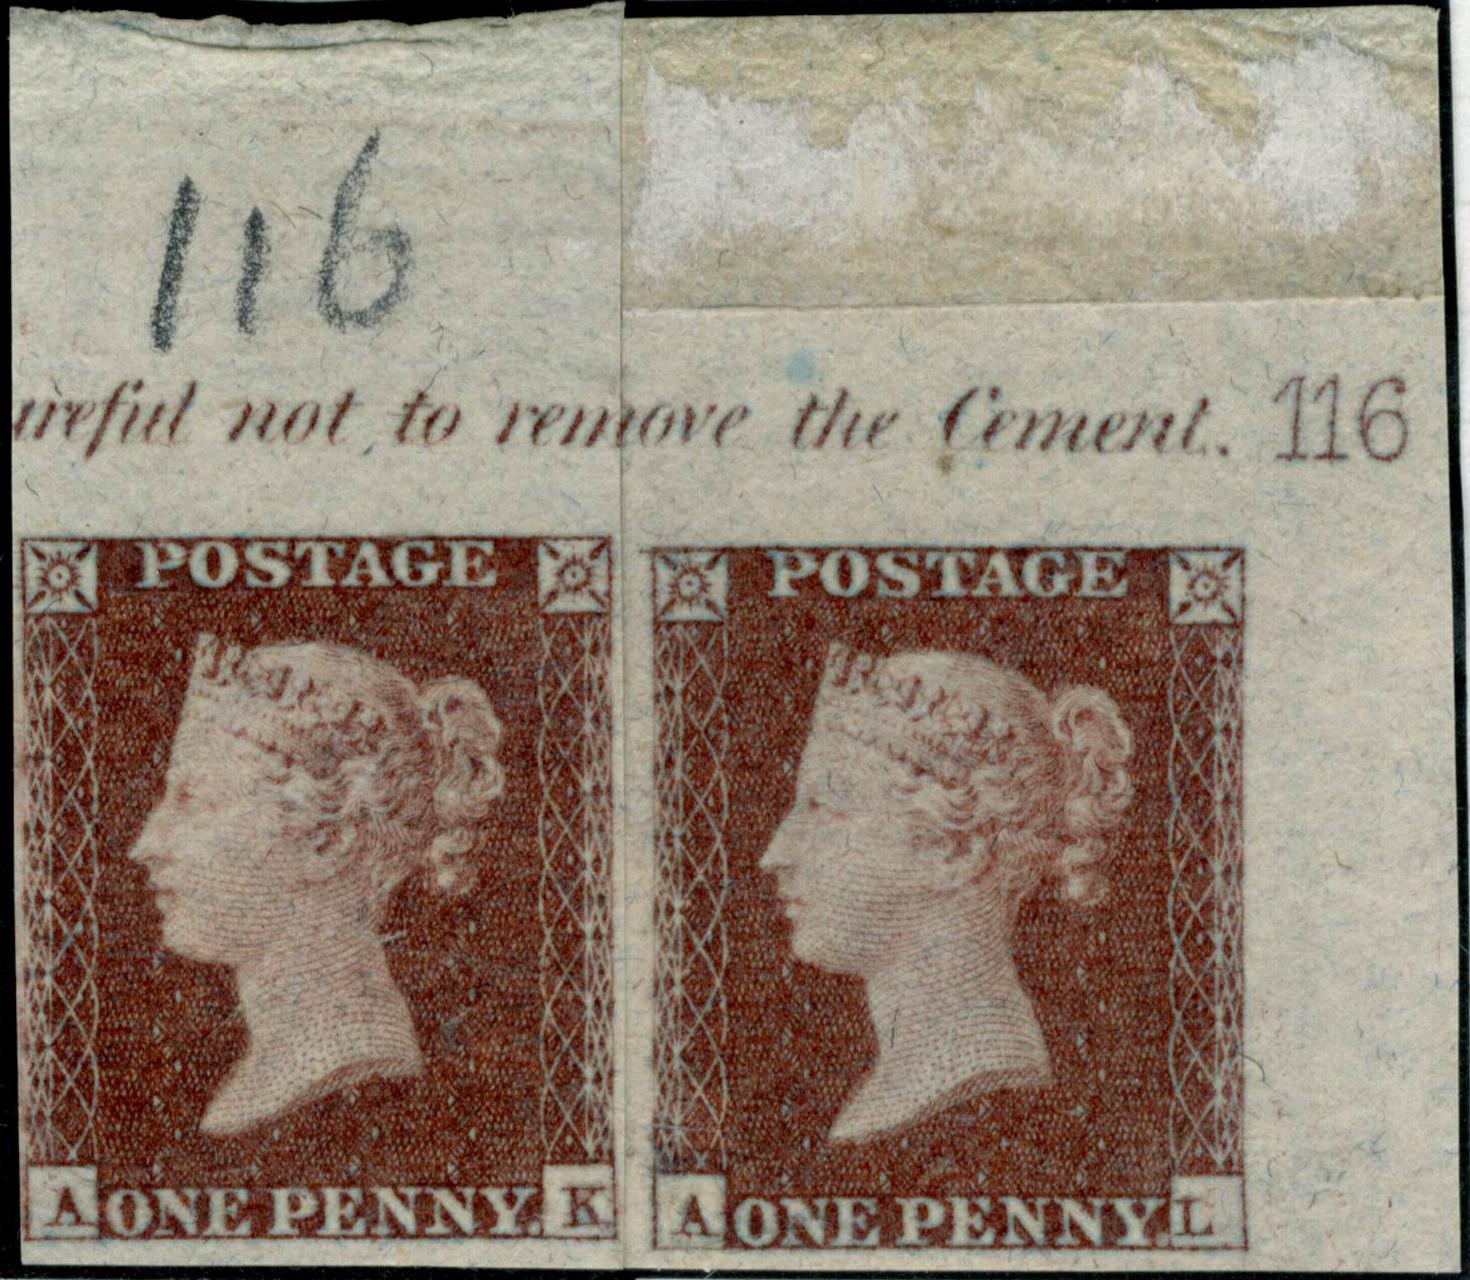 116
areful not to remove the Cement. 116
POSTAGE POSTAGE
A ONE PENNY. K A ONE PENNY. L